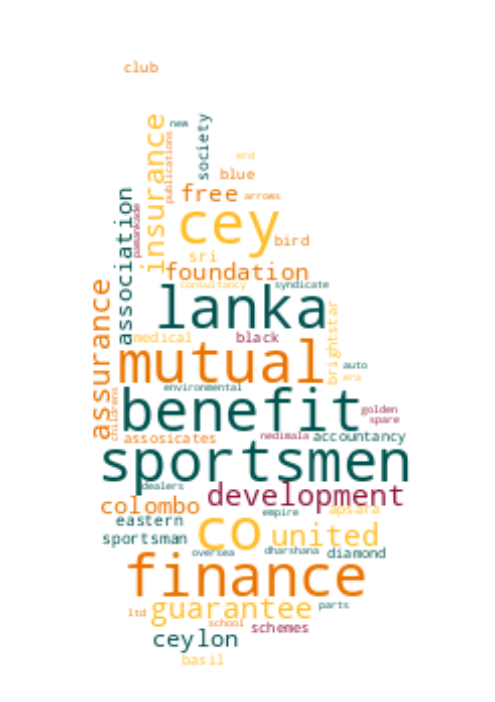 club
new
insurance
society
publications
erd
blue
free
arrows
association
pamankade
cey
bird
sri
foundation
consultancy
syndicate
assurance
lanka
brightstar
medical
black
mutual
auto
era
environmental
childrens
benefit
golden
spare
assosicates
nedimala
accountancy
sportsmen
dealers
development
colombo
empire
apsara
eastern
co
united
sportsman
oversea
dharshana
diamond
finance
ltd
guarantee
parts
school
schemes
ceylon
basil